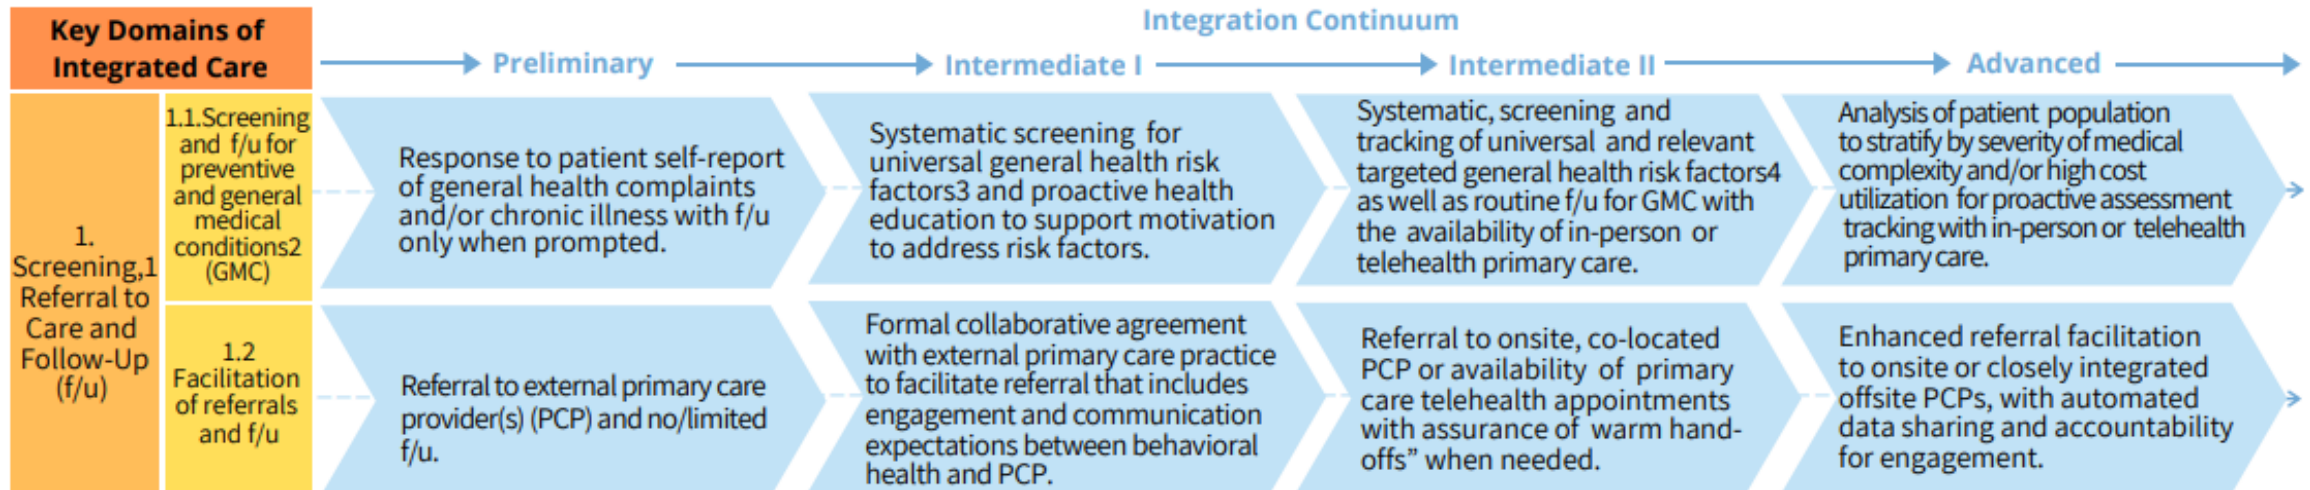 Key Domains of
Integrated Care
Integration Continuum
Preliminary
Intermediate I
Intermediate II
Advanced
1.
Screening,1
Referral to
Care and
Follow-Up
(f/u)
1.1.Screening
and f/u for
preventive
and general
medical
conditions2
(GMC)
Response to patient self-report
of general health complaints
and/or chronic illness with f/u
only when prompted.
Systematic screening for
universal general health risk
factors3 and proactive health
education to support motivation
to address risk factors.
Systematic, screening and
tracking of universal and relevant
targeted general health risk factors4
as well as routine f/u for GMC with
the availability of in-person or
telehealth primary care.
Analysis of patient population
to stratify by severity of medical
complexity and/or high cost
utilization for proactive assessment
tracking with in-person or telehealth
primary care.
1.2
Facilitation
of referrals
and f/u
Referral to external primary care
provider(s) (PCP) and no/limited
f/u.
Formal collaborative agreement
with external primary care practice
to facilitate referral that includes
engagement and communication
expectations between behavioral
health and PCP.
Referral to onsite, co-located
PCP or availability of primary
care telehealth appointments
with assurance of warm hand-
offs” when needed.
Enhanced referral facilitation
to onsite or closely integrated
offsite PCPs, with automated
data sharing and accountability
for engagement.